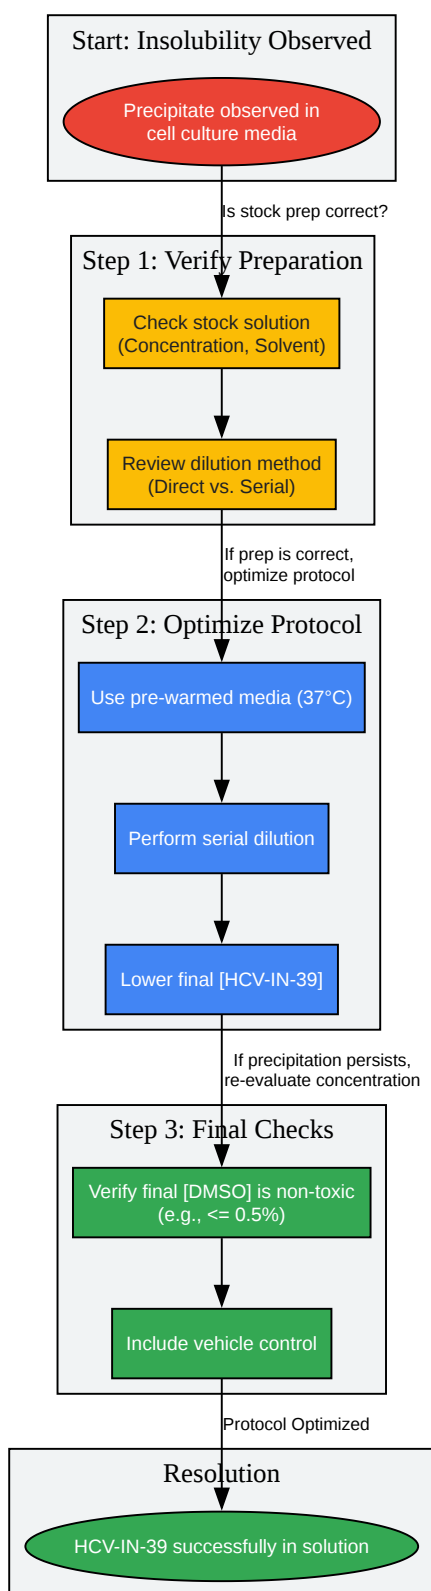 Start: Insolubility Observed
Precipitate observed in
cell culture media
Is stock prep correct?
Step 1: Verify Preparation
Check stock solution
(Concentration, Solvent)
Review dilution method
(Direct vs. Serial)
If prep is correct,
optimize protocol
Step 2: Optimize Protocol
Use pre-warmed media (37°C)
Perform serial dilution
Lower final [HCV-IN-39]
If precipitation persists,
re-evaluate concentration
Step 3: Final Checks
Verify final [DMSO] is non-toxic
(e.g., <= 0.5%)
Include vehicle control
Protocol Optimized
Resolution
HCV-IN-39 successfully in solution